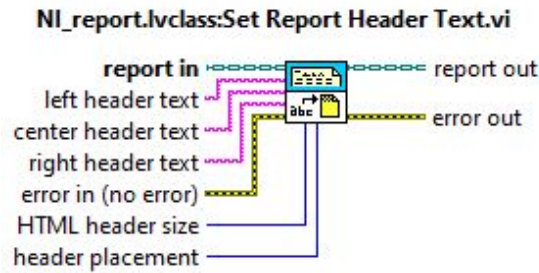 NI_report.lvclass:Set Report Header Text.vi
report in
report out
left header text
center header text
abc
error out
right header text
error in (no error)
HTML header size
header placement